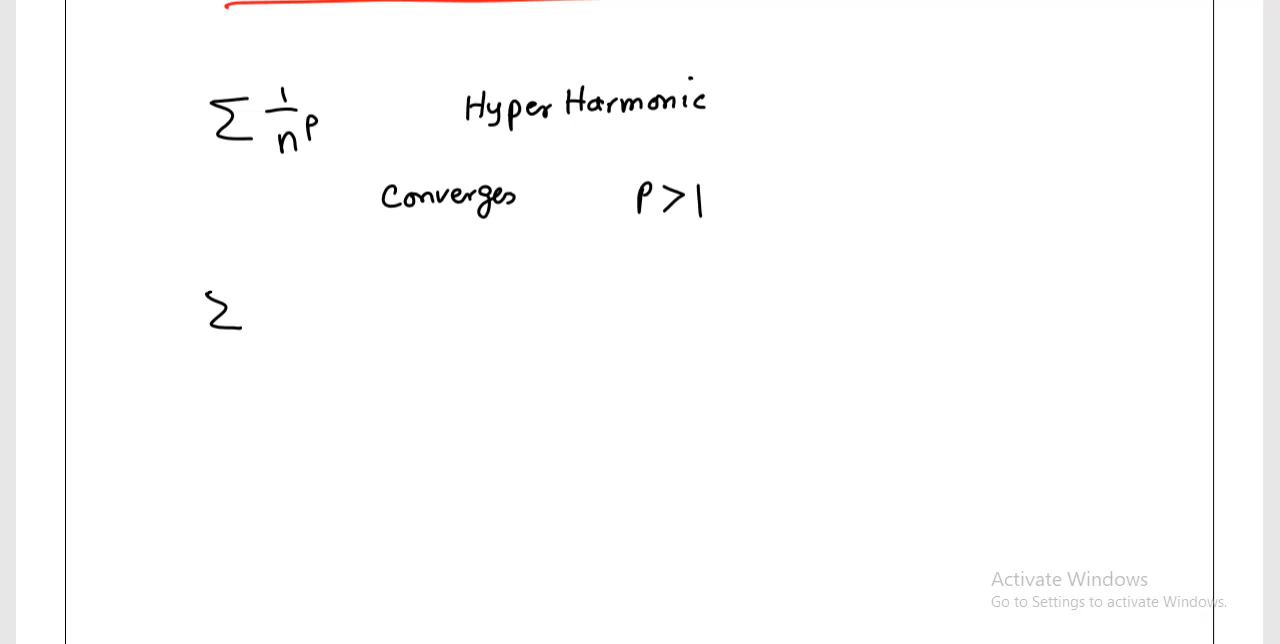 ∑ 1/n^p Hyper Harmonic
Converges p > 1
∑
Activate Windows
Go to Settings to activate Windows.